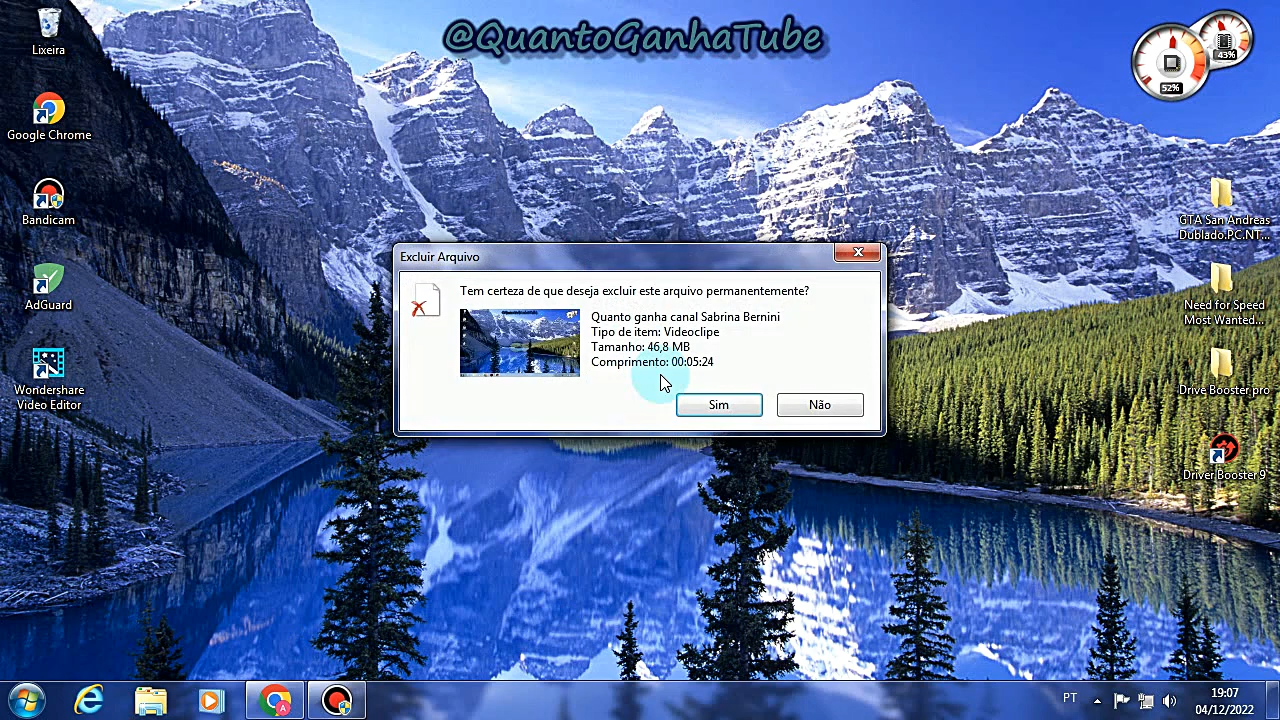 @QuantoGanhaTube
Lixeira
Google Chrome
Bandicam
AdGuard
Wondershare
Video Editor
43%
52%
GTA San Andreas
Dublado.PC.NT...
Need for Speed
Most Wanted...
Drive Booster pro
Driver Booster 9
Excluir Arquivo
Tem certeza de que deseja excluir este arquivo permanentemente?
Quanto ganha canal Sabrina Bernini
Tipo de item: Videoclipe
Tamanho: 46,8 MB
Comprimento: 00:05:24
Sim
Não
PT
19:07
04/12/2022